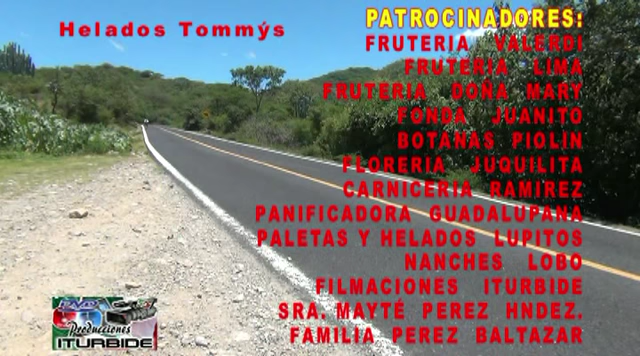 Helados Tommýs
PATROCINADORES:
FRUTERIA VALERDI
FRUTERIA LIMA
FRUTERIA DOÑA MARY
FONDA JUANITO
BOTANAS PIOLIN
FLORERIA JUQUILITA
CARNICERIA RAMIREZ
PANIFICADORA GUADALUPANA
PALETAS Y HELADOS LUPITOS
NANCHES LOBO
FILMACIONES ITURBIDE
SRA. MAYTÉ PEREZ HNDEZ.
FAMILIA PEREZ BALTAZAR
Producciones
ITURBIDE